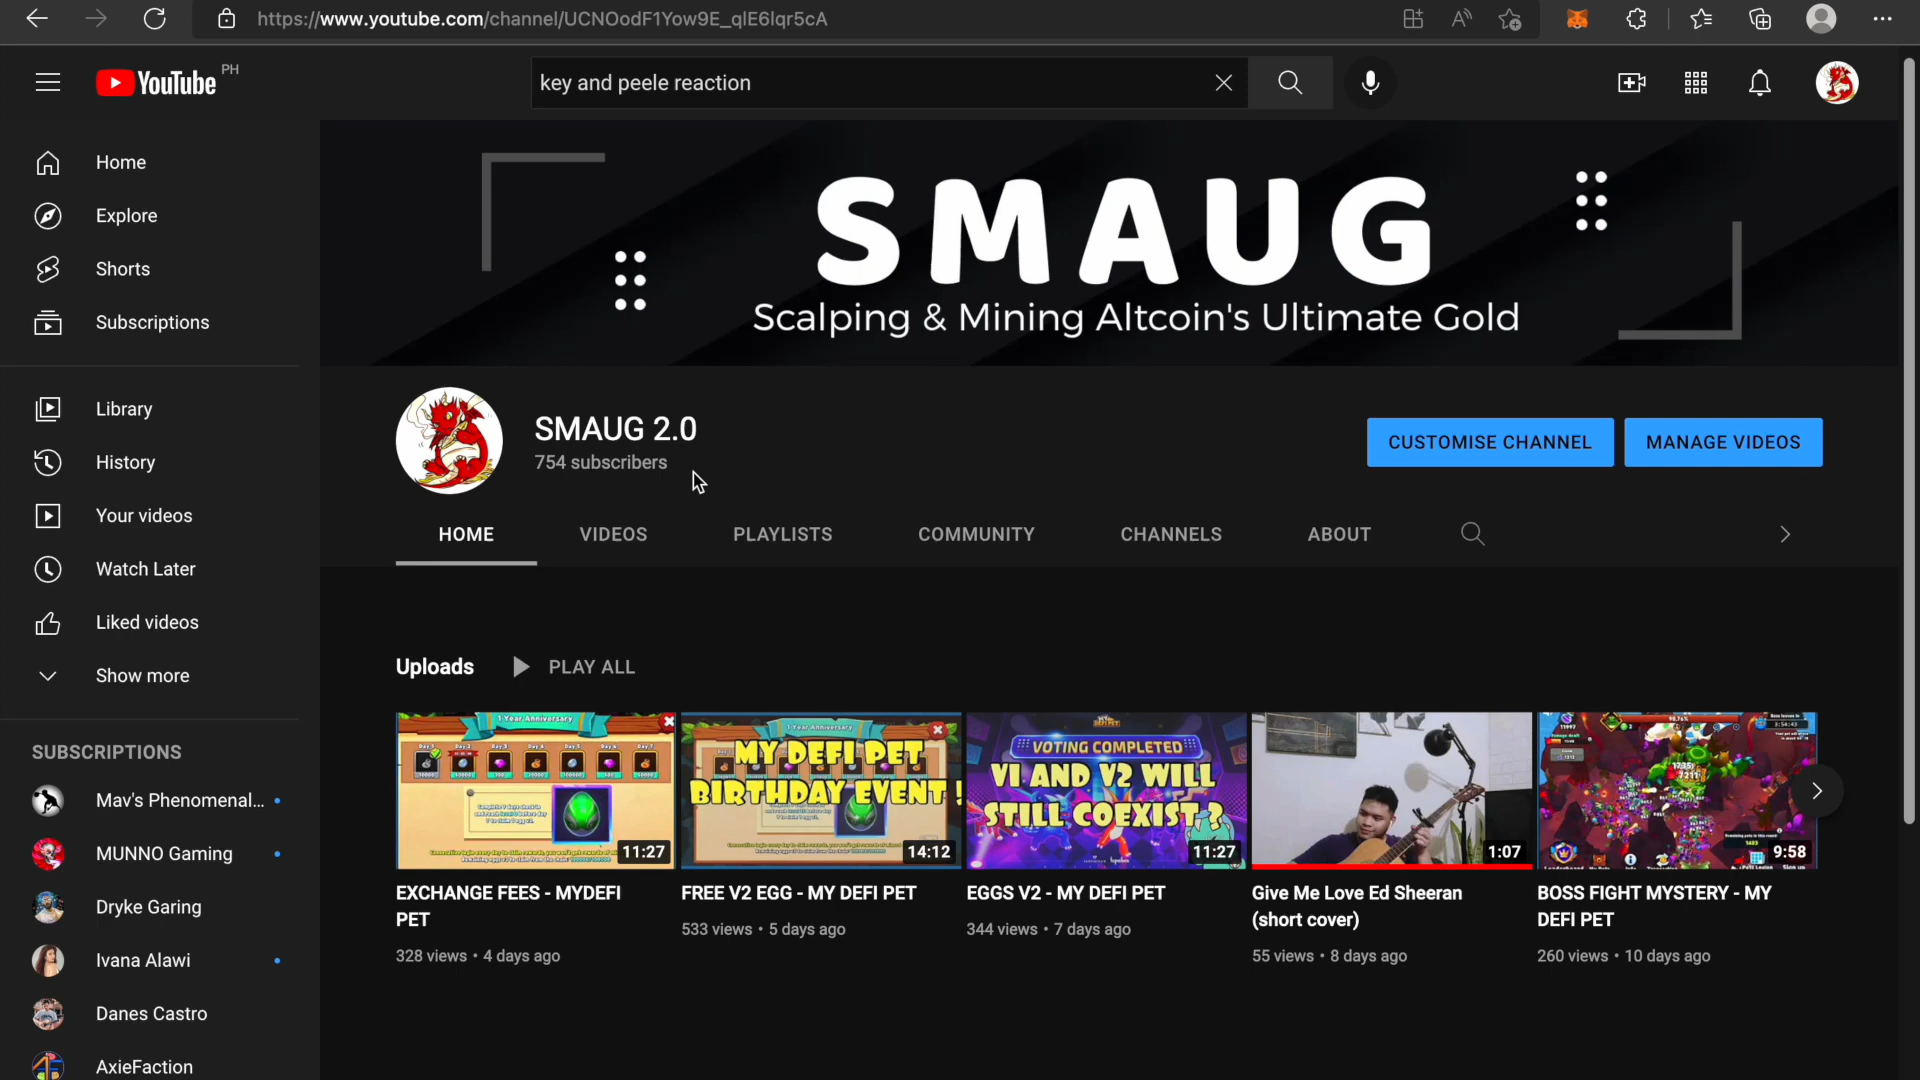 https://www.youtube.com/channel/UCNOodF1Yow9E_qlE6lqr5cA
YouTube PH
key and peele reaction
Home
Explore
Shorts
Subscriptions
Library
History
Your videos
Watch Later
Liked videos
Show more
SUBSCRIPTIONS
Mav's Phenomenal...
MUNNO Gaming
Dryke Garing
Ivana Alawi
Danes Castro
AxieFaction
SMAUG
Scalping & Mining Altcoin's Ultimate Gold
SMAUG 2.0
754 subscribers
CUSTOMISE CHANNEL
MANAGE VIDEOS
HOME
VIDEOS
PLAYLISTS
COMMUNITY
CHANNELS
ABOUT
Uploads
PLAY ALL
1 Year Anniversary
11:27
EXCHANGE FEES - MYDEFI
PET
328 views • 4 days ago
MY DEFI PET
BIRTHDAY EVENT !
14:12
FREE V2 EGG - MY DEFI PET
533 views • 5 days ago
VOTING COMPLETED
V1 AND V2 WILL
STILL COEXIST?
11:27
EGGS V2 - MY DEFI PET
344 views • 7 days ago
1:07
Give Me Love Ed Sheeran
(short cover)
55 views • 8 days ago
9:58
BOSS FIGHT MYSTERY - MY
DEFI PET
260 views • 10 days ago